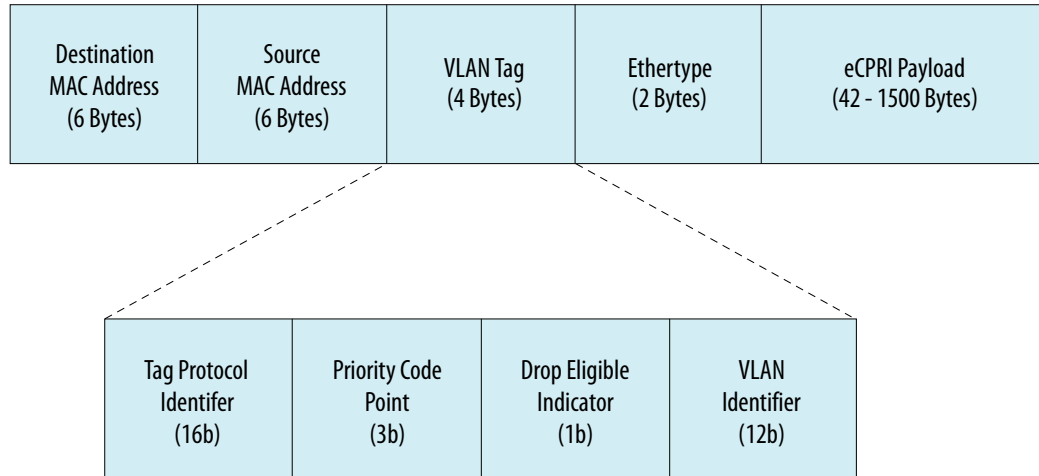 Destination
MAC Address
(6 Bytes)
Source
MAC Address
(6 Bytes)
VLAN Tag
(4 Bytes)
Ethertype
(2 Bytes)
eCPRI Payload
(42 - 1500 Bytes)
Tag Protocol
Identifer
(16b)
Priority Code
Point
(3b)
Drop Eligible
Indicator
(1b)
VLAN
Identifier
(12b)